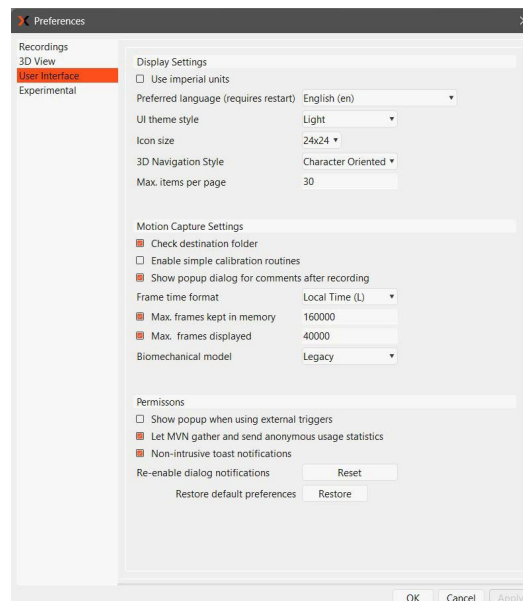 Preferences
Recordings
3D View
User Interface
Experimental
Display Settings
Use imperial units
Preferred language (requires restart) English (en)
UI theme style Light
Icon size 24x24
3D Navigation Style Character Oriented
Max. items per page 30
Motion Capture Settings
Check destination folder
Enable simple calibration routines
Show popup dialog for comments after recording
Frame time format Local Time (L)
Max. frames kept in memory 160000
Max. frames displayed 40000
Biomechanical model Legacy
Permissons
Show popup when using external triggers
Let MVN gather and send anonymous usage statistics
Non-intrusive toast notifications
Re-enable dialog notifications Reset
Restore default preferences Restore
OK Cancel Apply